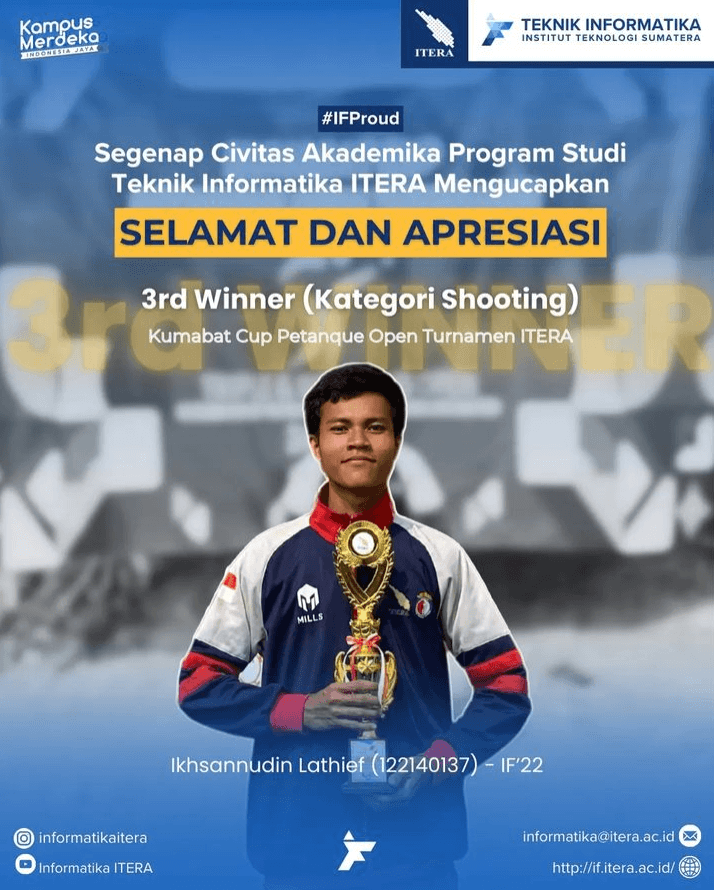 Kampus
Merdeka
INDONESIA JAYA
ITERA
TEKNIK INFORMATIKA
INSTITUT TEKNOLOGI SUMATERA
#IFProud
Segenap Civitas Akademika Program Studi
Teknik Informatika ITERA Mengucapkan
SELAMAT DAN APRESIASI
3rd WINNER
3rd Winner (Kategori Shooting)
Kumabat Cup Petanque Open Turnamen ITERA
MILLS
ITERA
Ikhsannudin Lathief (122140137) - IF'22
informatikaitera
Informatika ITERA
informatika@itera.ac.id
http://if.itera.ac.id/